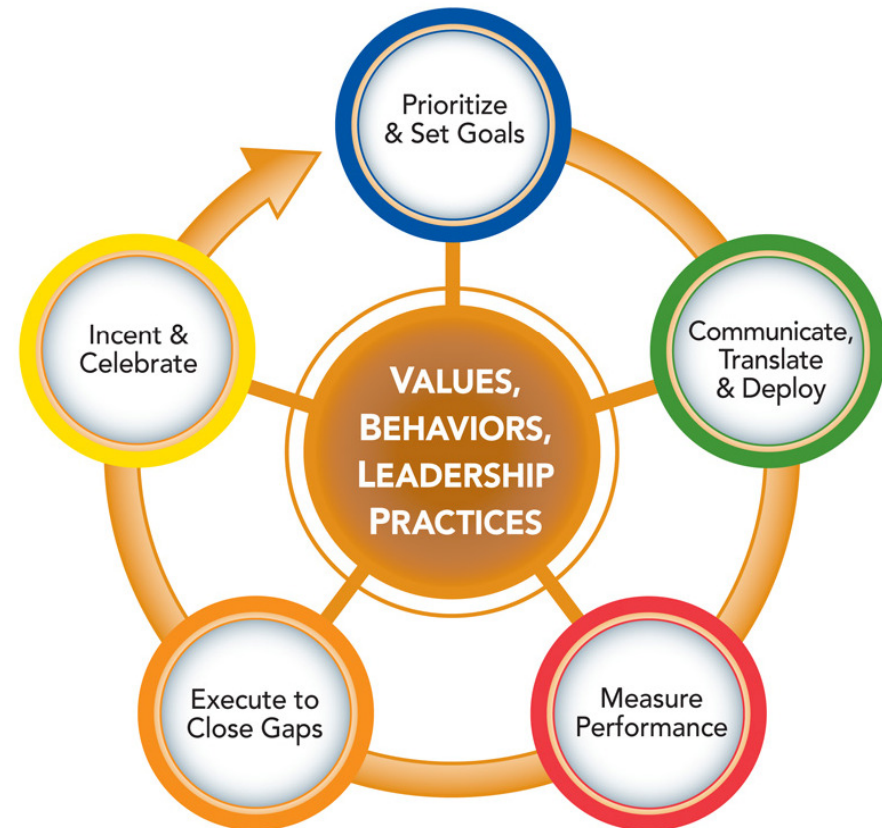 Prioritize
& Set Goals
Communicate,
Translate
& Deploy
Measure
Performance
Execute to
Close Gaps
Incent &
Celebrate
VALUES,
BEHAVIORS,
LEADERSHIP
PRACTICES